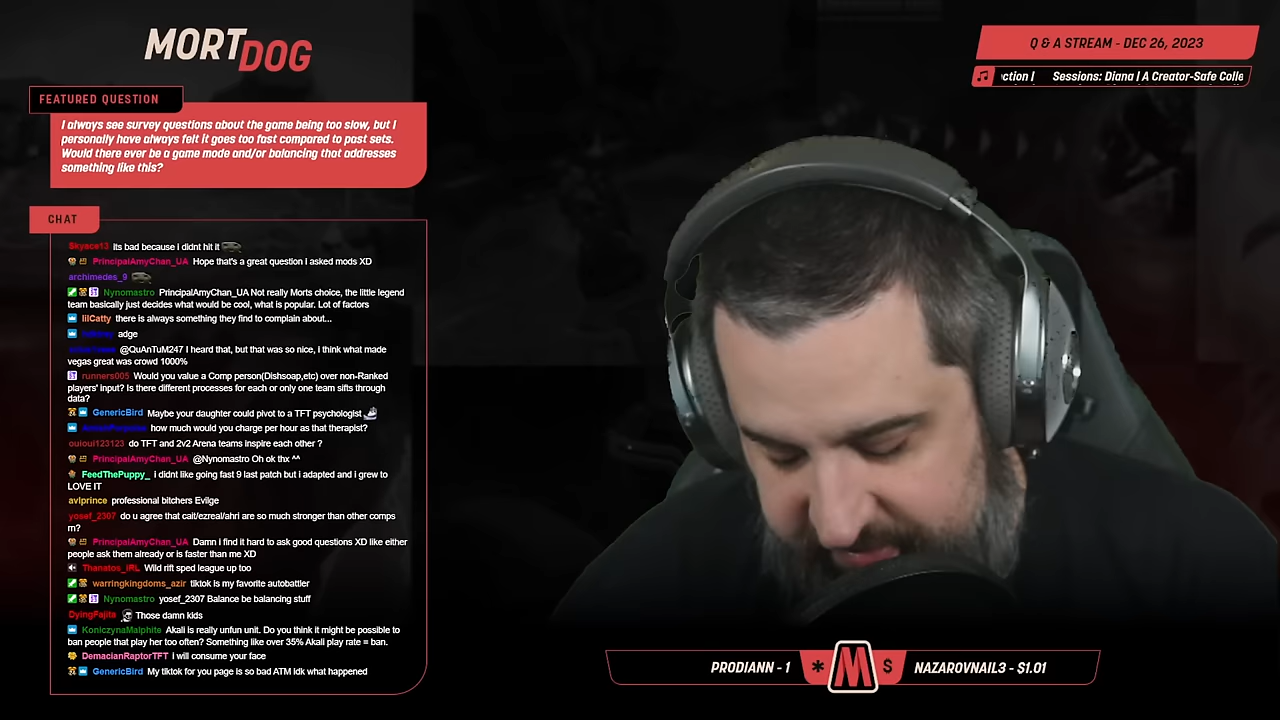 MORTDOG
Q & A STREAM - DEC 26, 2023
ction | Sessions: Diana | A Creator-Safe Colle
FEATURED QUESTION
I always see survey questions about the game being too slow, but I
personally have always felt it goes too fast compared to past sets.
Would there ever be a game mode and/or balancing that addresses
something like this?
CHAT
Skyace13 Its bad because i didnt hit it
PrincipalAmyChan_UA Hope that's a great question I asked mods XD
archimedes_9
Nynomastro PrincipalAmyChan_UA Not really Morts choice, the little legend
team basically just decides what would be cool, what is popular. Lot of factors
lilCatty there is always something they find to complain about...
adge
@QuAnTuM247 I heard that, but that was so nice, i think what made
vegas great was crowd 1000%
runners005 Would you value a Comp person(Dishsoap,etc) over non-Ranked
players' input? Is there different processes for each or only one team sifts through
data?
GenericBird Maybe your daughter could pivot to a TFT psychologist
how much would you charge per hour as that therapist?
ouioui123123 do TFT and 2v2 Arena teams inspire each other ?
PrincipalAmyChan_UA @Nynomastro Oh ok thx ^^
FeedThePuppy_ i didnt like going fast 9 last patch but i adapted and i grew to
LOVE IT
avlprince professional bitchers Evilge
yosef_2307 do u agree that cait/ezreal/ahri are so much stronger than other comps
rn?
PrincipalAmyChan_UA Damn i find it hard to ask good questions XD like either
people ask them already or is faster than me XD
Thanatos_IRL Wild rift sped league up too
warringkingdoms_azir tiktok is my favorite autobattler
Nynomastro yosef_2307 Balance be balancing stuff
DyingFajita Those damn kids
KoniczynaMalphite Akali is really unfun unit. Do you think it might be possible to
ban people that play her too often? Something like over 35% Akali play rate = ban.
DemacianRaptorTFT I will consume your face
GenericBird My tiktok for you page is so bad ATM idk what happened
PRODIANN - 1
* M $
NAZAROVNAIL3 - $1.01